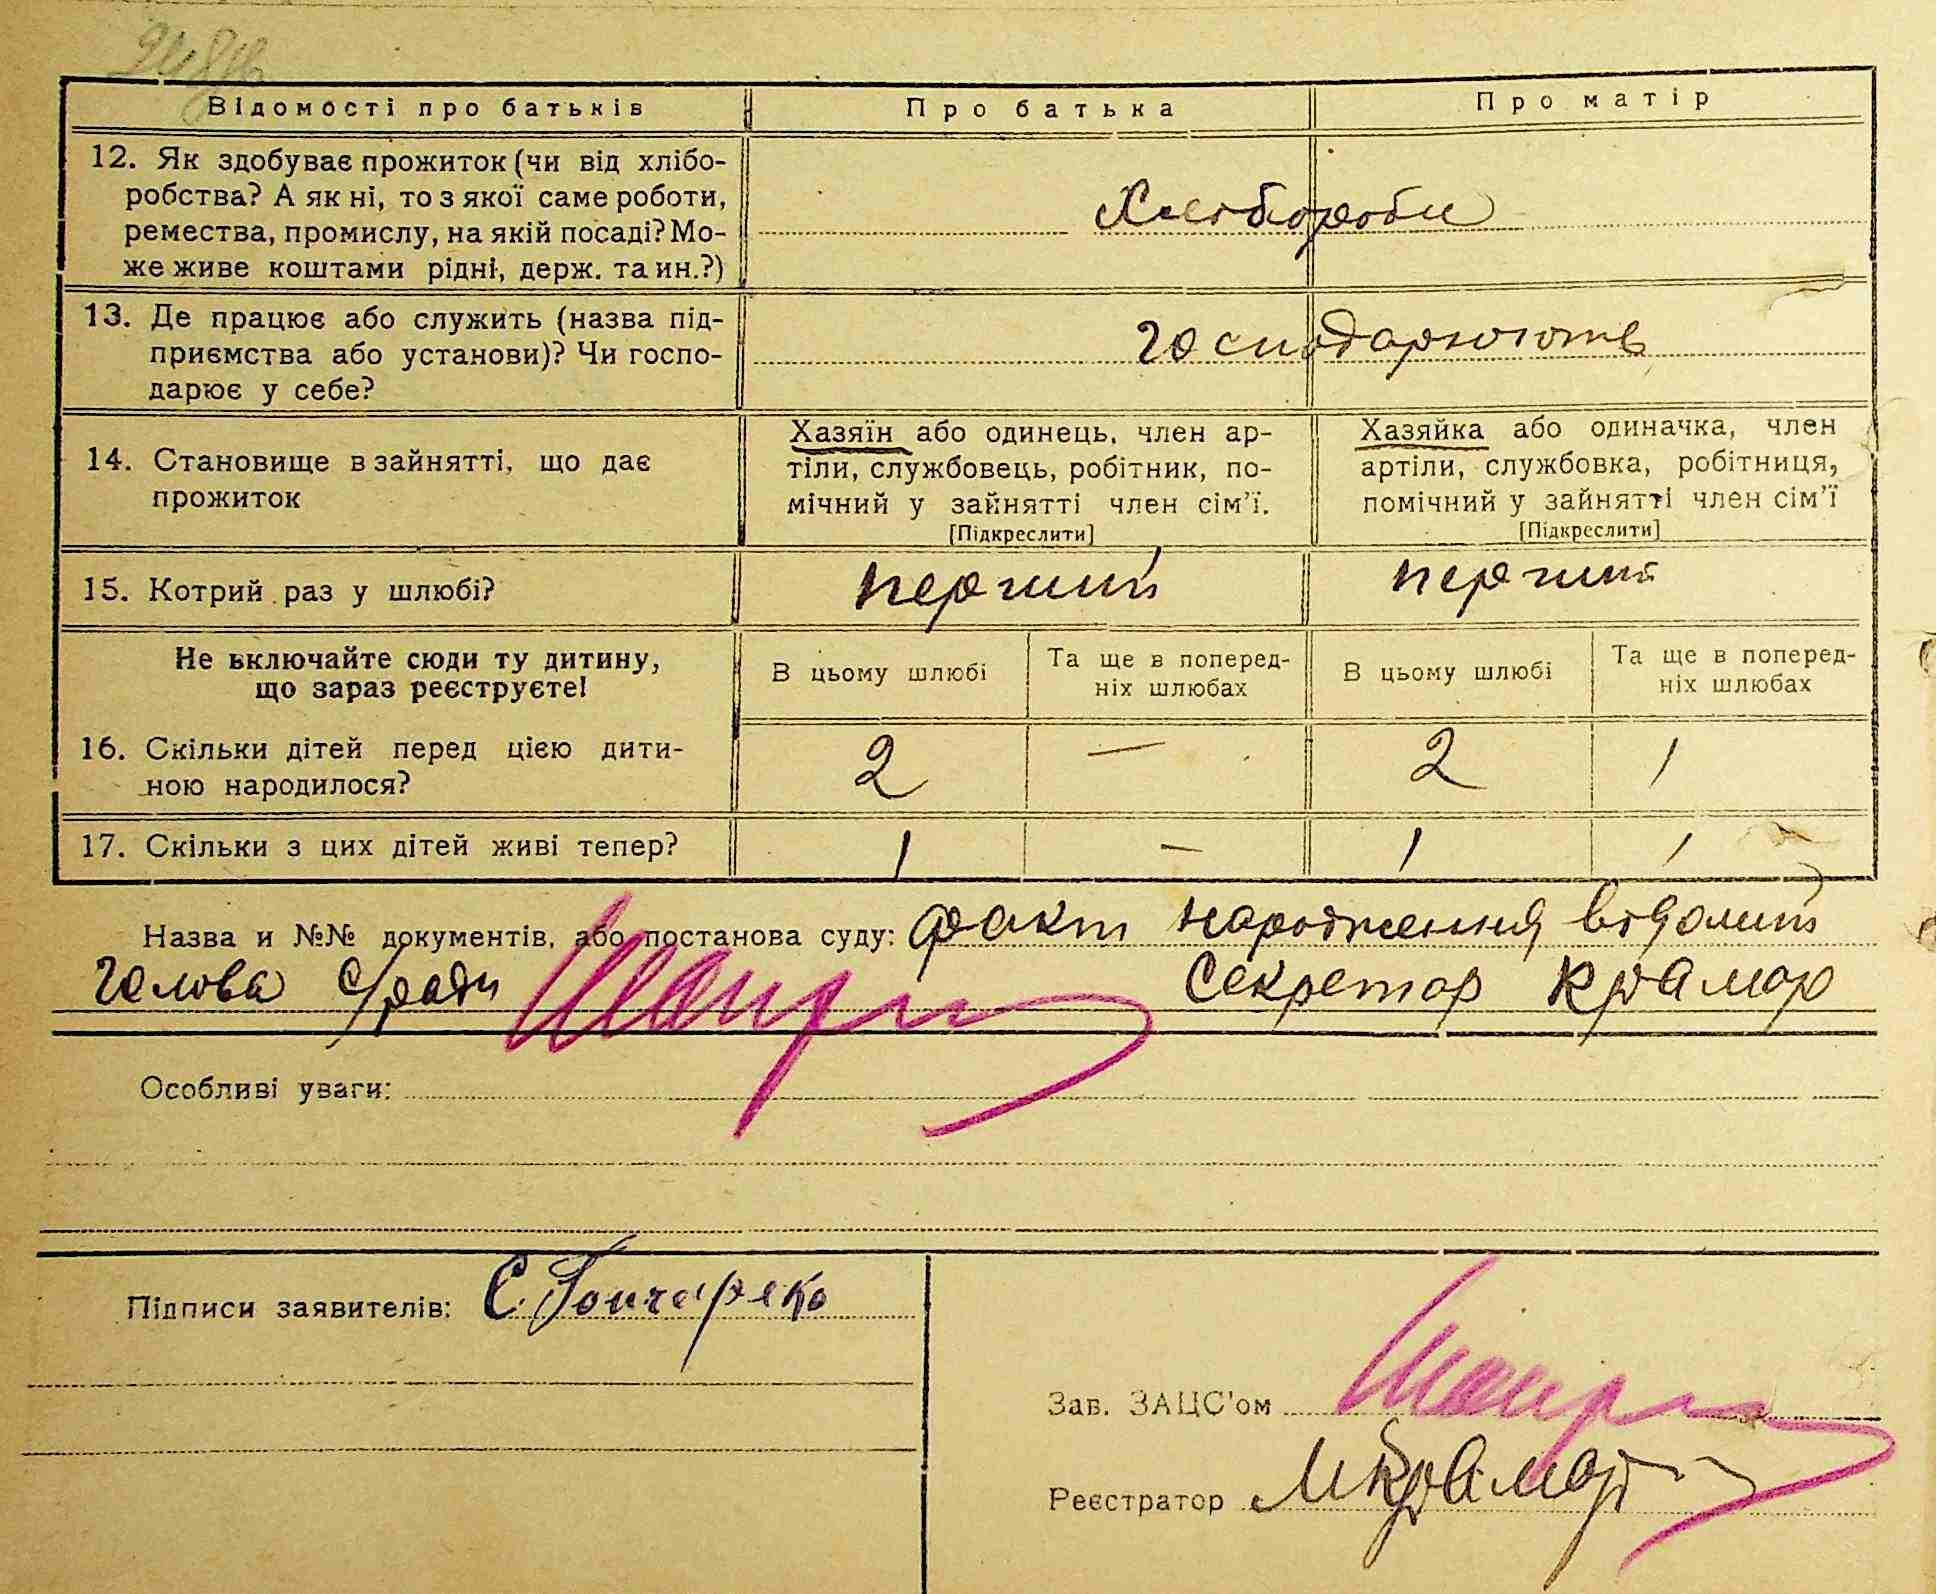 Відомості про батьків Про батька Про матір
12. Як здобуває прожиток (чи від хлібо-
робства? А як ні, то з якої саме роботи,
ремества, промислу, на якій посаді? Мо-
же живе коштами рідні, держ. та ин.?)
Хлібороби
13. Де працює або служить (назва під-
приємства або установи)? Чи госпо-
дарює у себе?
господарюють
14. Становище в зайнятті, що дає
прожиток
Хазяїн або одинець, член ар-
тіли, службовець, робітник, по-
мічний у зайнятті член сім'ї.
[Підкреслити]
Хазяйка або одиначка, член
артіли, службовка, робітниця,
помічний у зайнятті член сім'ї
[Підкреслити]
15. Котрий раз у шлюбі? перший перший
Не включайте сюди ту дитину,
що зараз реєструєте!
В цьому шлюбі
Та ще в поперед-
ніх шлюбах
В цьому шлюбі
Та ще в поперед-
ніх шлюбах
16. Скільки дітей перед цією дити-
ною народилося?
2 — 2 1
17. Скільки з цих дітей живі тепер? 1 — 1 1
Назва и №№ документів, або постанова суду: факт народження відомий
Голова с/ради Секретар Крамар
Особливі уваги:
Підписи заявителів: Є. Гончаренко
Зав. ЗАЦС'ом
Реєстратор МКрамар